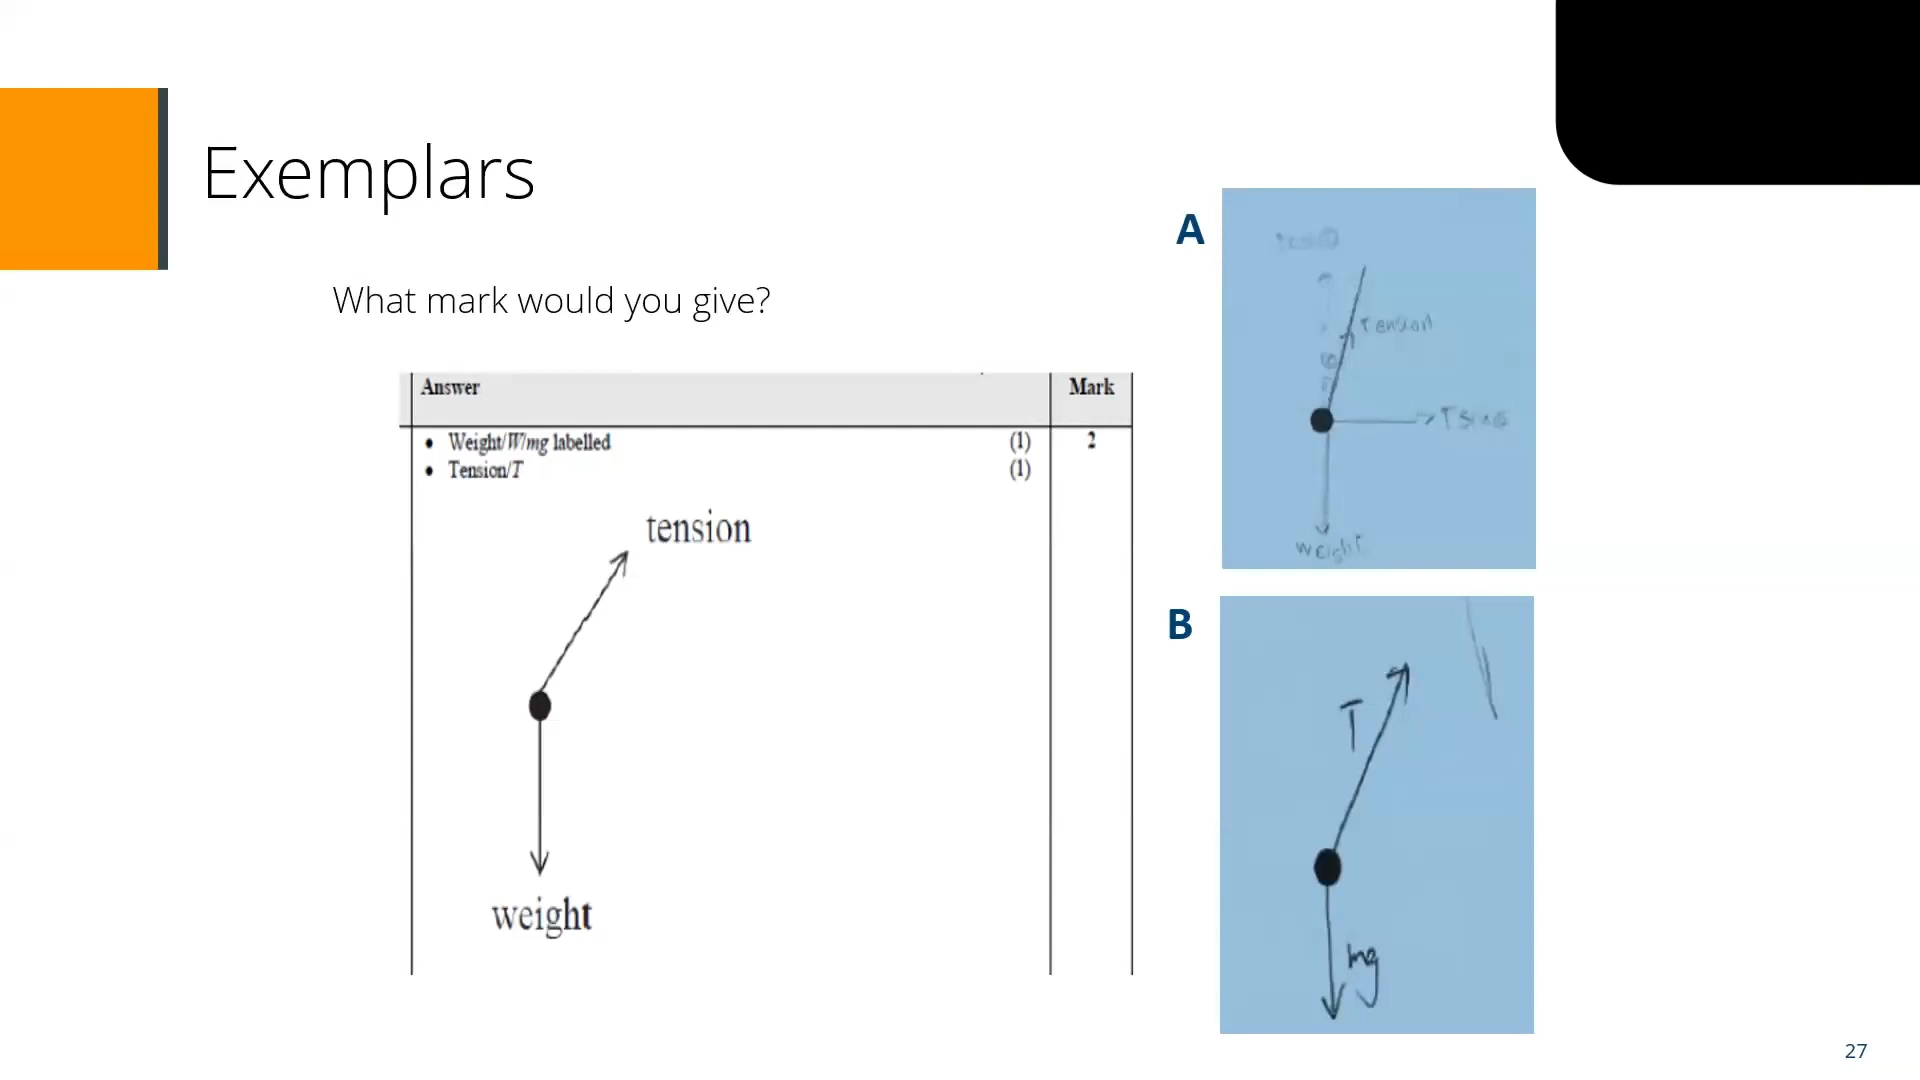 Exemplars
What mark would you give?
Answer Mark
• Weight/W/mg labelled (1) 2
• Tension/T (1)
tension
weight
A
Tension
weight
B
T
mg
27